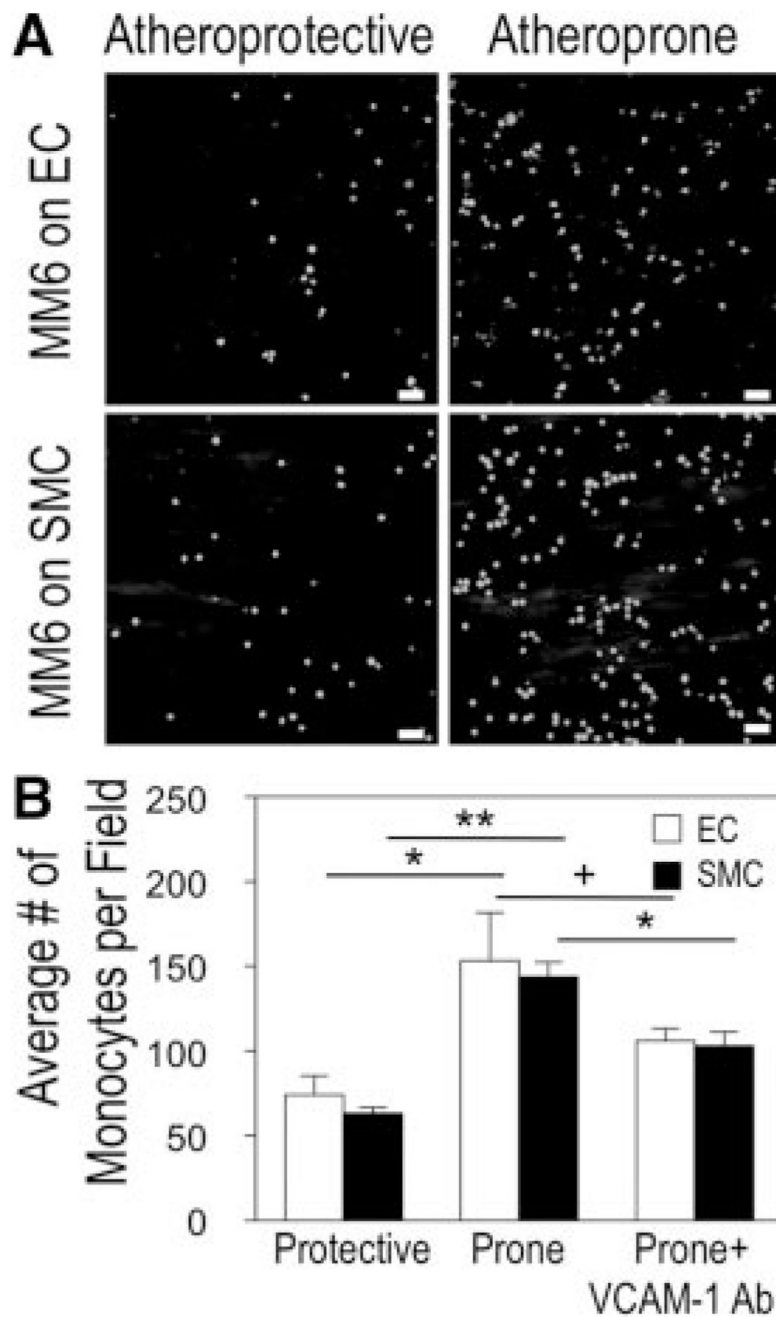 A
Atheroprotective Atheroprone
MM6 on EC
MM6 on SMC
B
Average # of
Monocytes per Field
250
200
150
100
50
0
** 
* 
+
*
EC
SMC
Protective Prone Prone+
VCAM-1 Ab